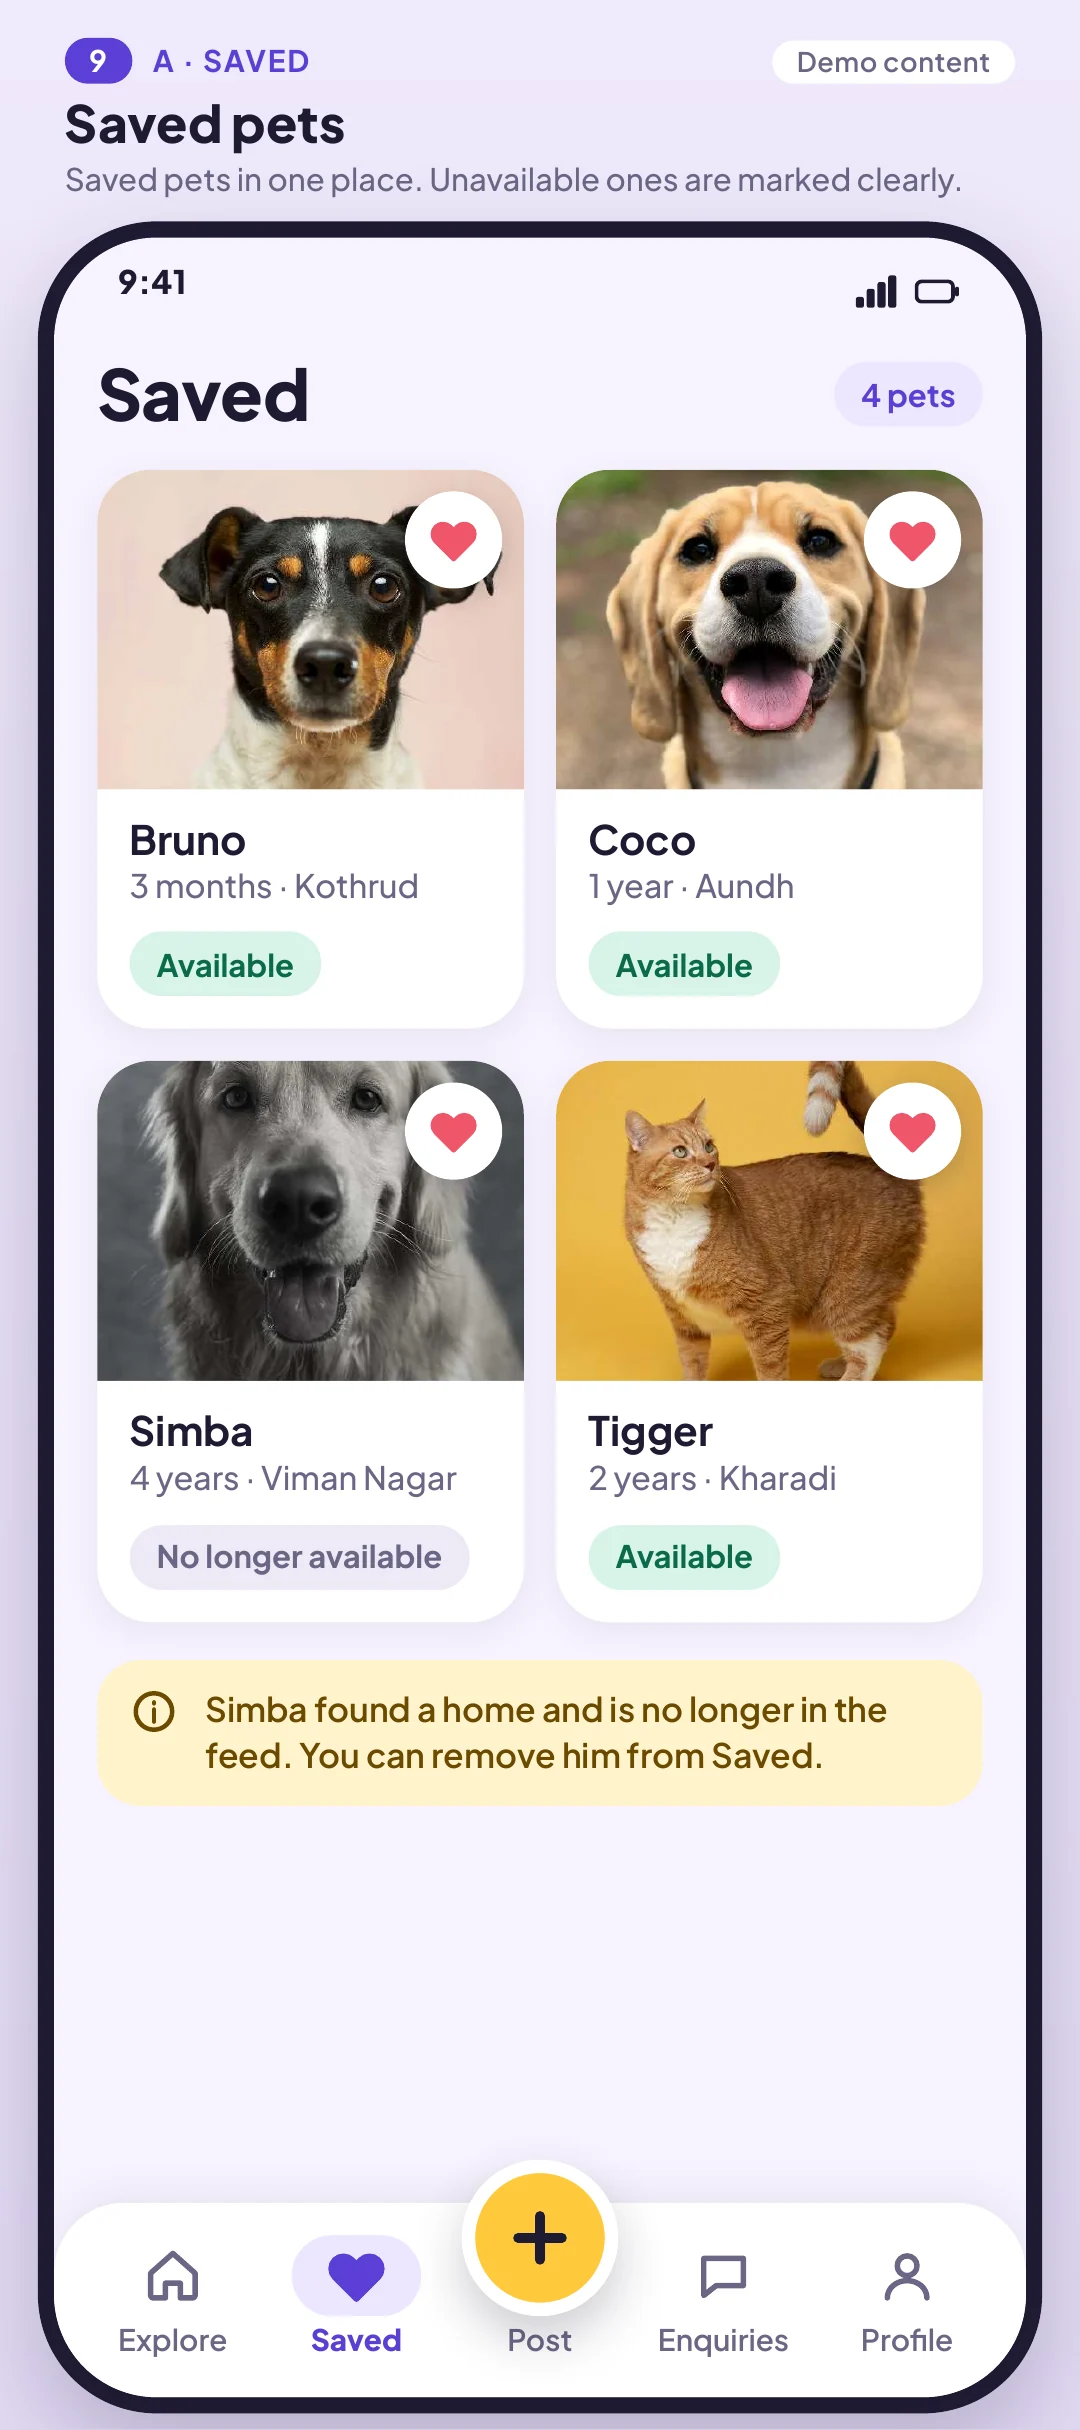 9 A · SAVED
Demo content
Saved pets
Saved pets in one place. Unavailable ones are marked clearly.
9:41
Saved
4 pets
Bruno
3 months · Kothrud
Available
Coco
1 year · Aundh
Available
Simba
4 years · Viman Nagar
No longer available
Tigger
2 years · Kharadi
Available
Simba found a home and is no longer in the
feed. You can remove him from Saved.
Explore
Saved
Post
Enquiries
Profile